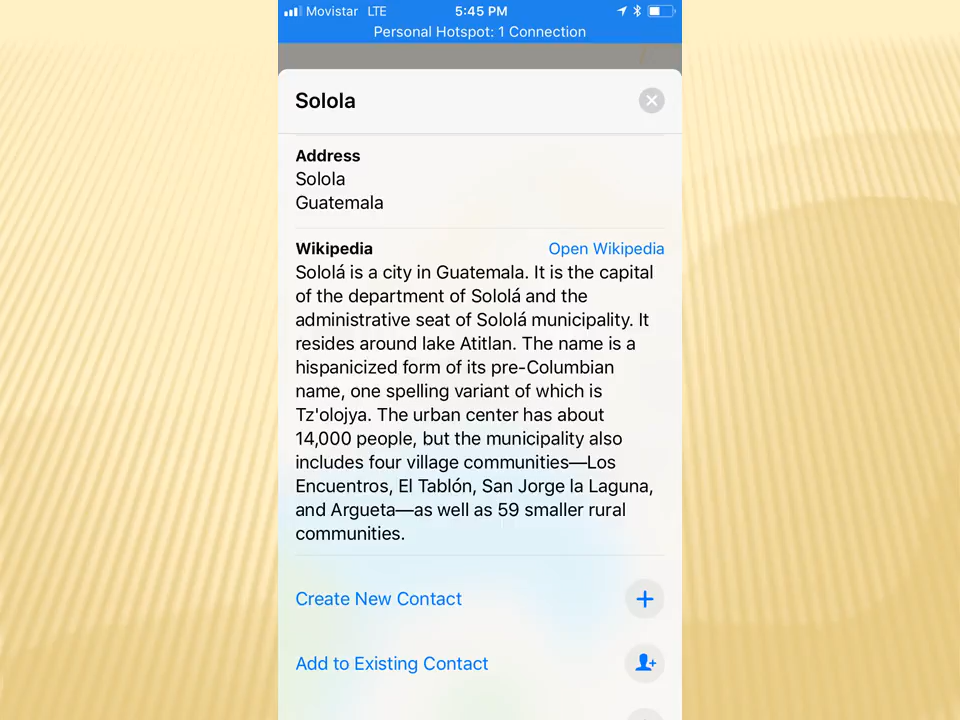 Movistar LTE 5:45 PM
Personal Hotspot: 1 Connection
Solola
Address
Solola
Guatemala
Wikipedia Open Wikipedia
Sololá is a city in Guatemala. It is the capital
of the department of Sololá and the
administrative seat of Sololá municipality. It
resides around lake Atitlan. The name is a
hispanicized form of its pre-Columbian
name, one spelling variant of which is
Tz'olojya. The urban center has about
14,000 people, but the municipality also
includes four village communities—Los
Encuentros, El Tablón, San Jorge la Laguna,
and Argueta—as well as 59 smaller rural
communities.
Create New Contact
Add to Existing Contact